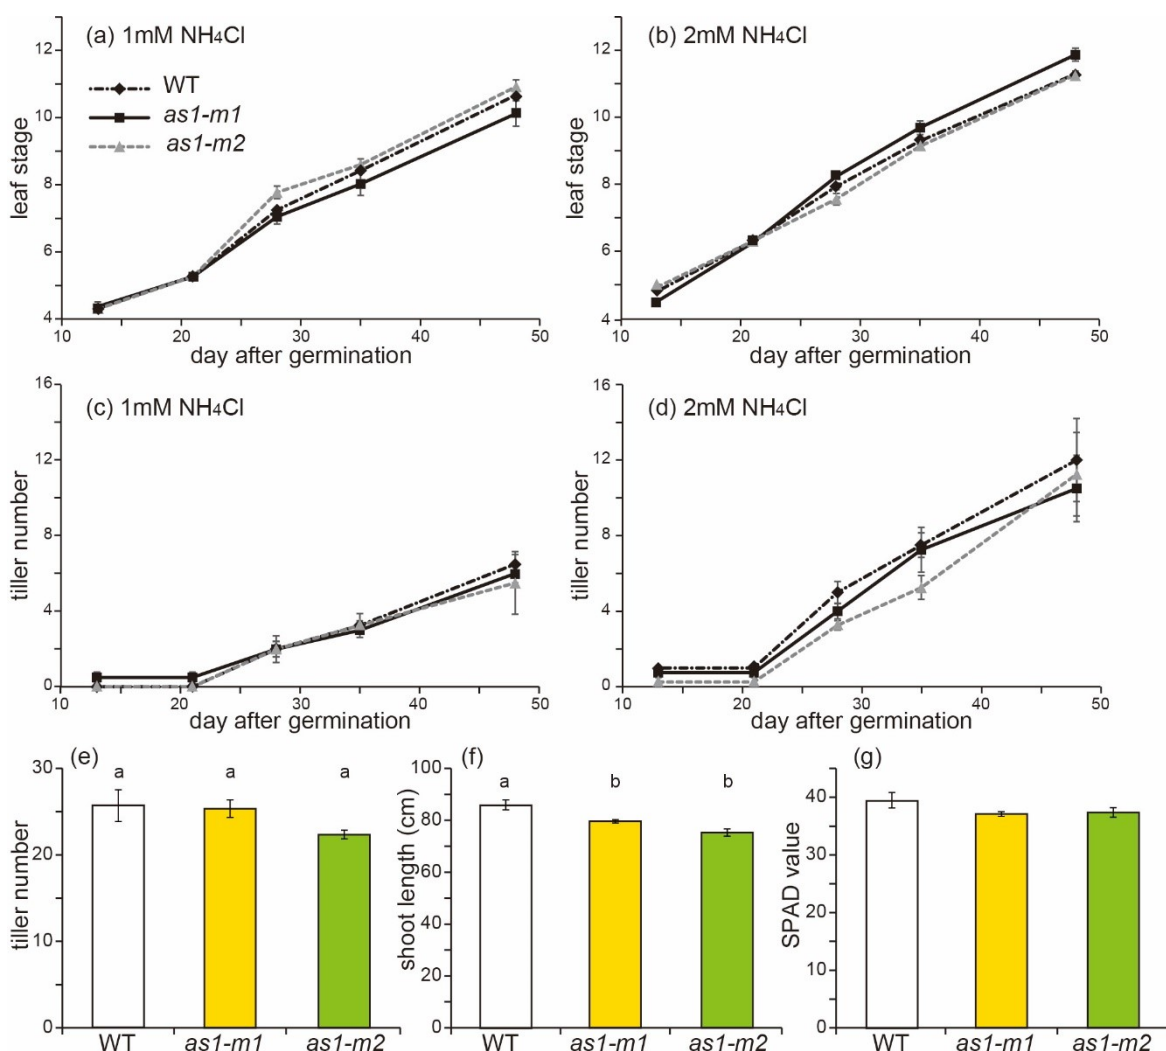 (a) 1mM NH₄Cl
12
10
8
6
4
leaf stage
WT
as1-m1
as1-m2
10 20 30 40 50
day after germination
(b) 2mM NH₄Cl
12
10
8
6
4
leaf stage
10 20 30 40 50
day after germination
(c) 1mM NH₄Cl
16
12
8
4
0
tiller number
10 20 30 40 50
day after germination
(d) 2mM NH₄Cl
16
12
8
4
0
tiller number
10 20 30 40 50
day after germination
(e)
30
20
10
0
tiller number
a a a
WT as1-m1 as1-m2
(f)
100
80
60
40
20
0
shoot length (cm)
a b b
WT as1-m1 as1-m2
(g)
40
30
20
10
0
SPAD value
WT as1-m1 as1-m2